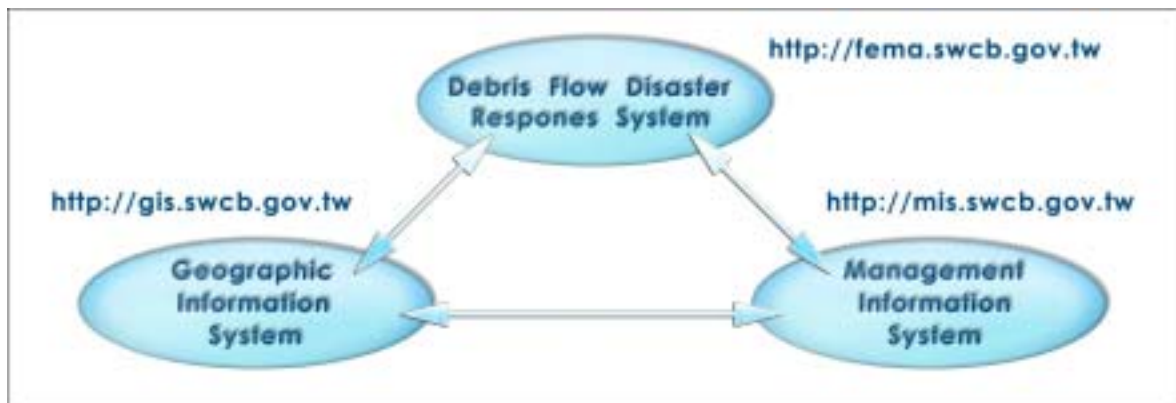 http://fema.swcb.gov.tw
Debris Flow Disaster
Respones System
http://gis.swcb.gov.tw
http://mis.swcb.gov.tw
Geographic
Information
System
Management
Information
System